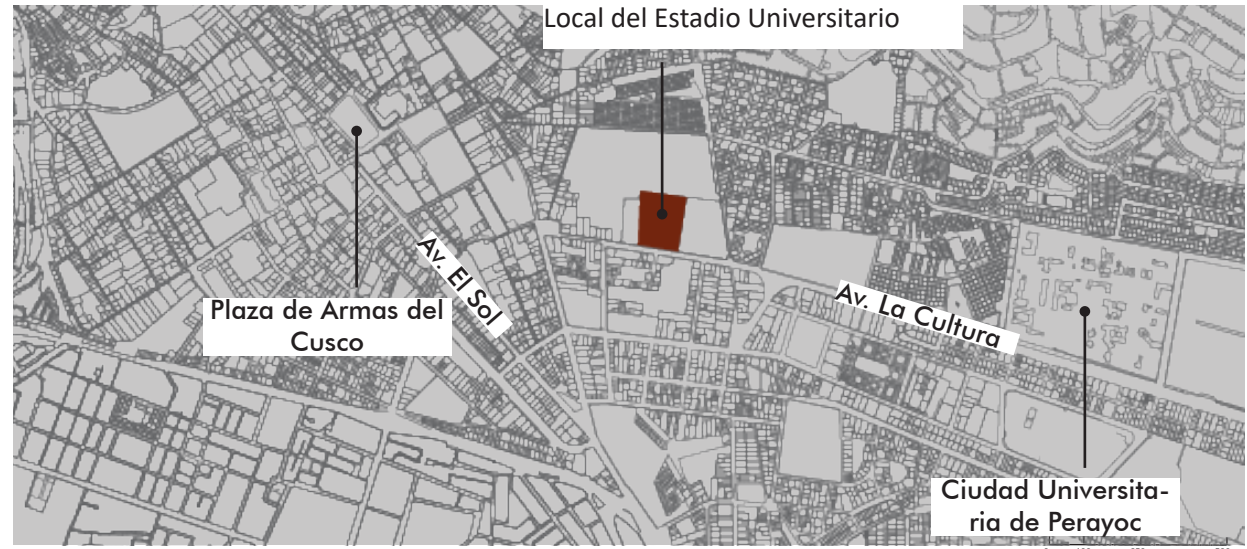 Local del Estadio Universitario
Plaza de Armas del
Cusco
Av. El Sol
Av. La Cultura
Ciudad Universita-
ria de Perayoc